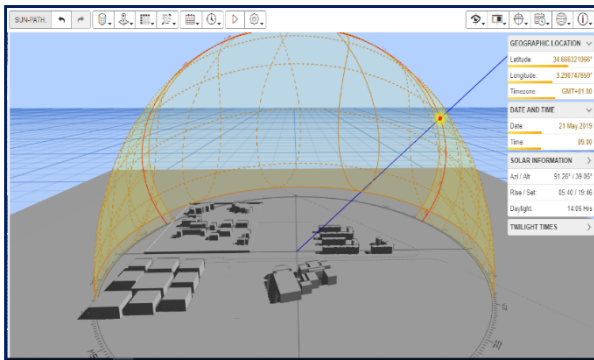 SUN-PATH:
GEOGRAPHIC LOCATION
Latitude: 34.666321066°
Longitude: 3.290747669°
Timezone: GMT+01:00
DATE AND TIME
Date: 21 May 2019
Time: 09:00
SOLAR INFORMATION
Azi / Alt: 91.26° / 39.05°
Rise / Set: 05:40 / 19:46
Daylight: 14:06 Hrs
TWILIGHT TIMES